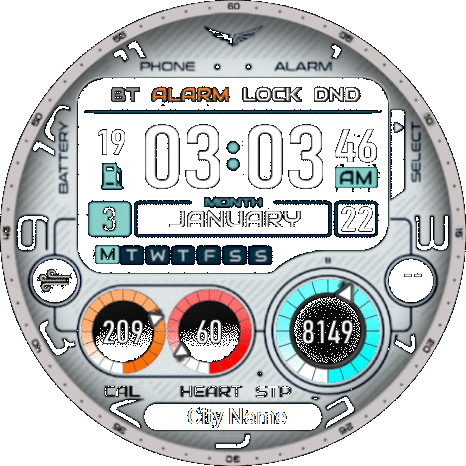 60
PHONE ALARM
BT ALARM LOCK DND
BATTERY
SELECT
19 03:03 46
AM
MONTH
3 JANUARY 22
M T W T F S S
209 60 8149
CAL HEART STP
City Name
30